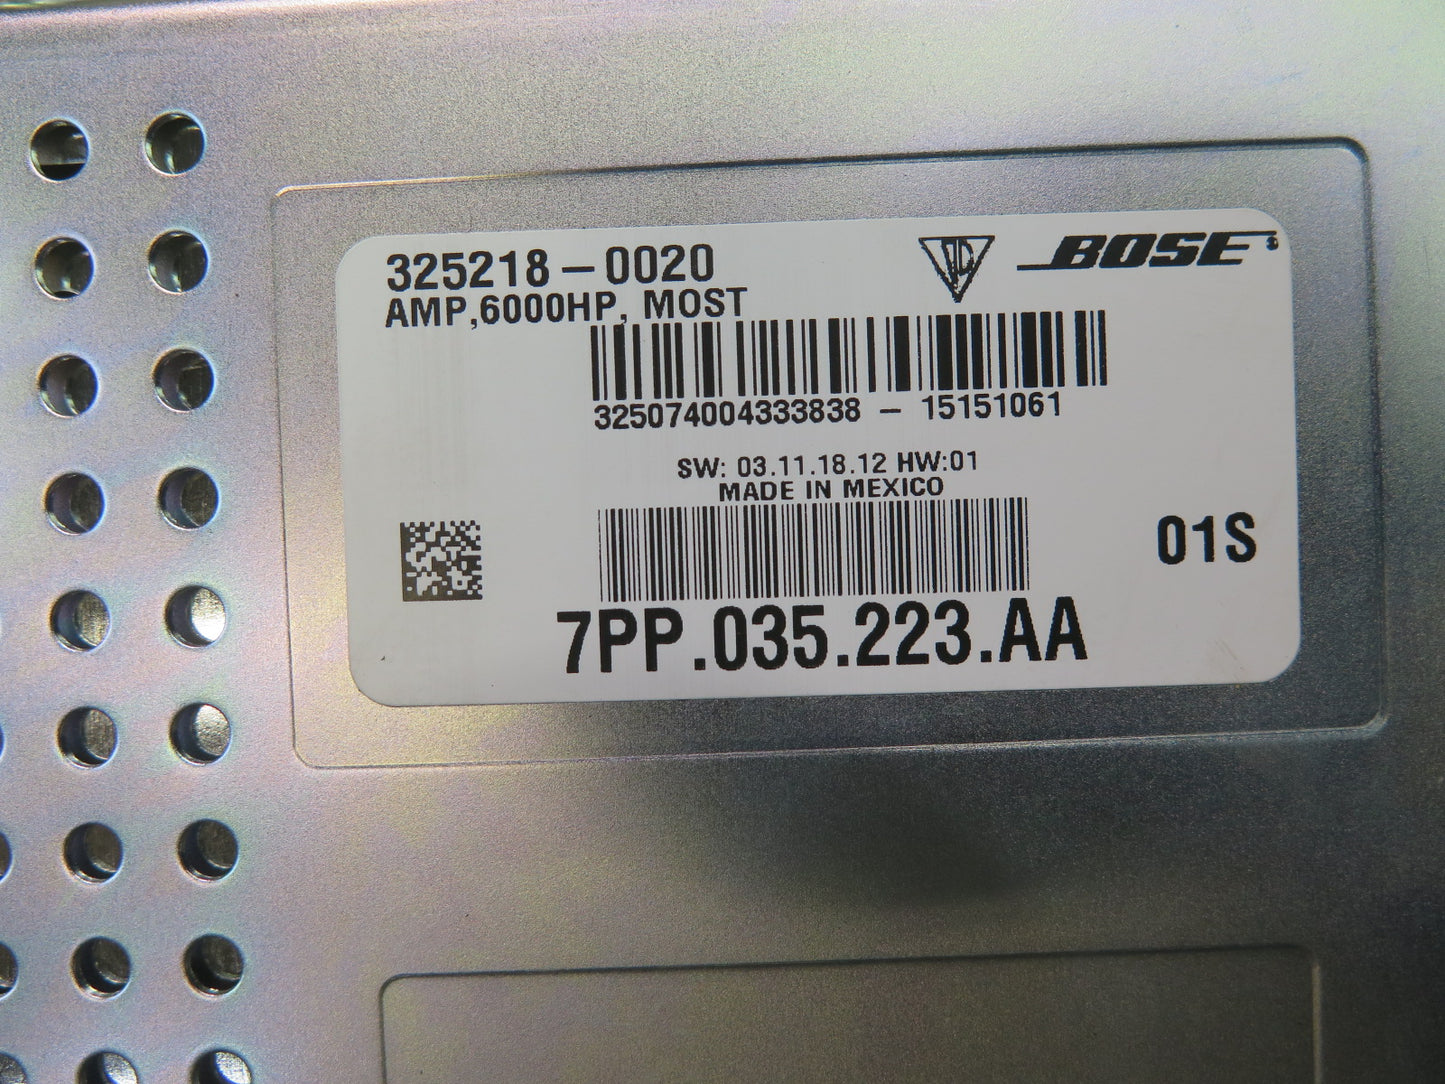 325218-0020
BOSE
AMP,6000HP, MOST
325074004333838 - 15151061
SW: 03.11.18.12 HW:01
MADE IN MEXICO
01S
7PP.035.223.AA